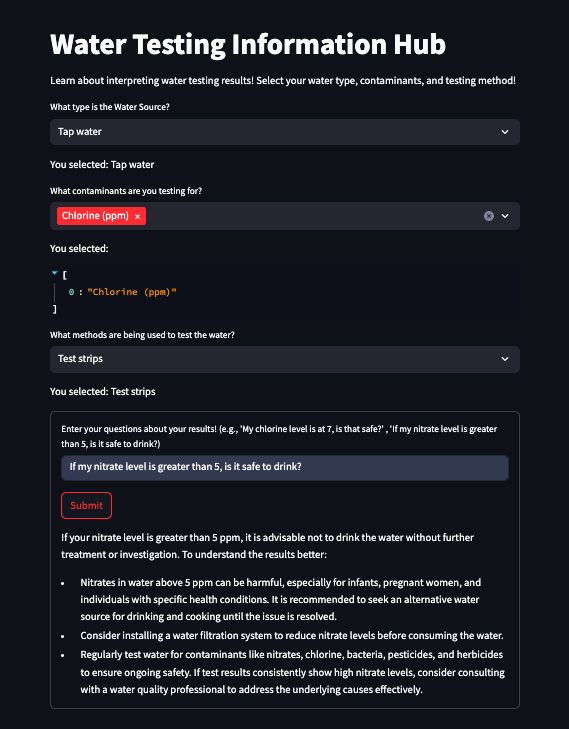 Water Testing Information Hub
Learn about interpreting water testing results! Select your water type, contaminants, and testing method!
What type is the Water Source?
Tap water
You selected: Tap water
What contaminants are you testing for?
Chlorine (ppm) ×
You selected:
[
0 : "Chlorine (ppm)"
]
What methods are being used to test the water?
Test strips
You selected: Test strips
Enter your questions about your results! (e.g., 'My chlorine level is at 7, is that safe?' , 'If my nitrate level is greater
than 5, is it safe to drink?)
If my nitrate level is greater than 5, is it safe to drink?
Submit
If your nitrate level is greater than 5 ppm, it is advisable not to drink the water without further
treatment or investigation. To understand the results better:
• Nitrates in water above 5 ppm can be harmful, especially for infants, pregnant women, and
individuals with specific health conditions. It is recommended to seek an alternative water
source for drinking and cooking until the issue is resolved.
• Consider installing a water filtration system to reduce nitrate levels before consuming the water.
• Regularly test water for contaminants like nitrates, chlorine, bacteria, pesticides, and herbicides
to ensure ongoing safety. If test results consistently show high nitrate levels, consider consulting
with a water quality professional to address the underlying causes effectively.